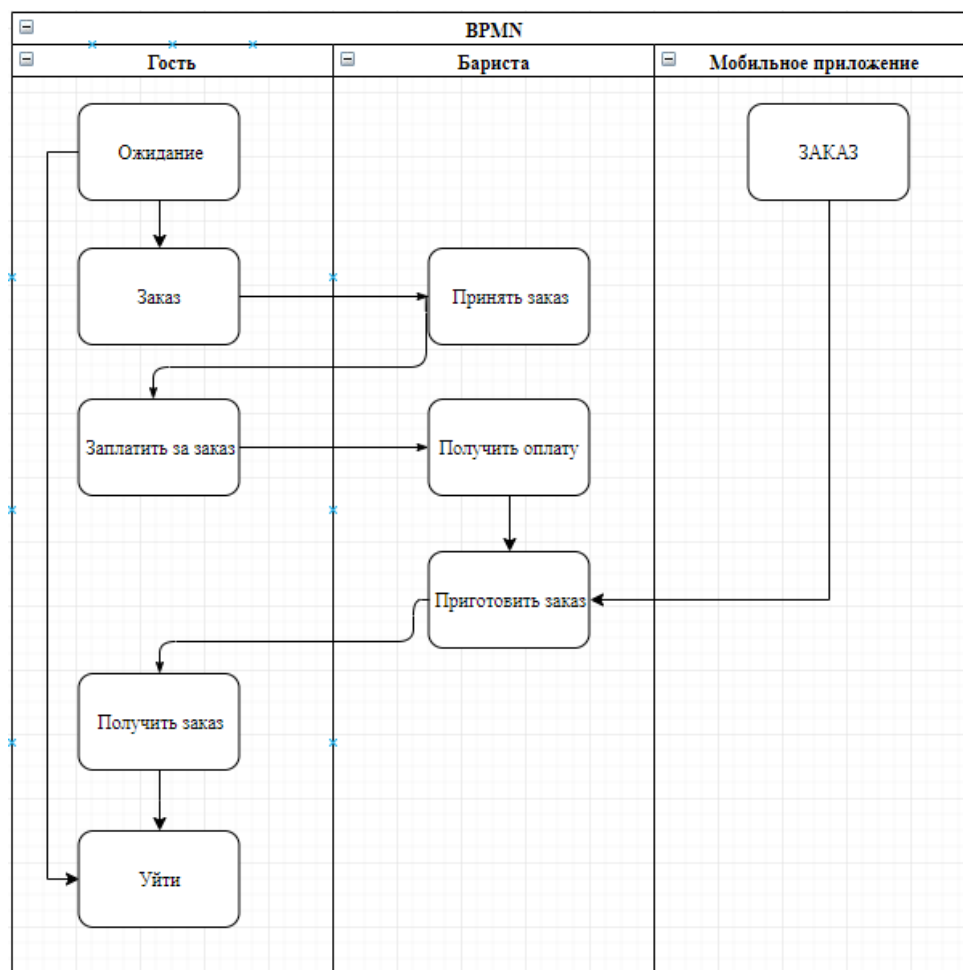 BPMN
Гость
Бариста
Мобильное приложение
Ожидание
ЗАКАЗ
Заказ
Принять заказ
Заплатить за заказ
Получить оплату
Приготовить заказ
Получить заказ
Уйти